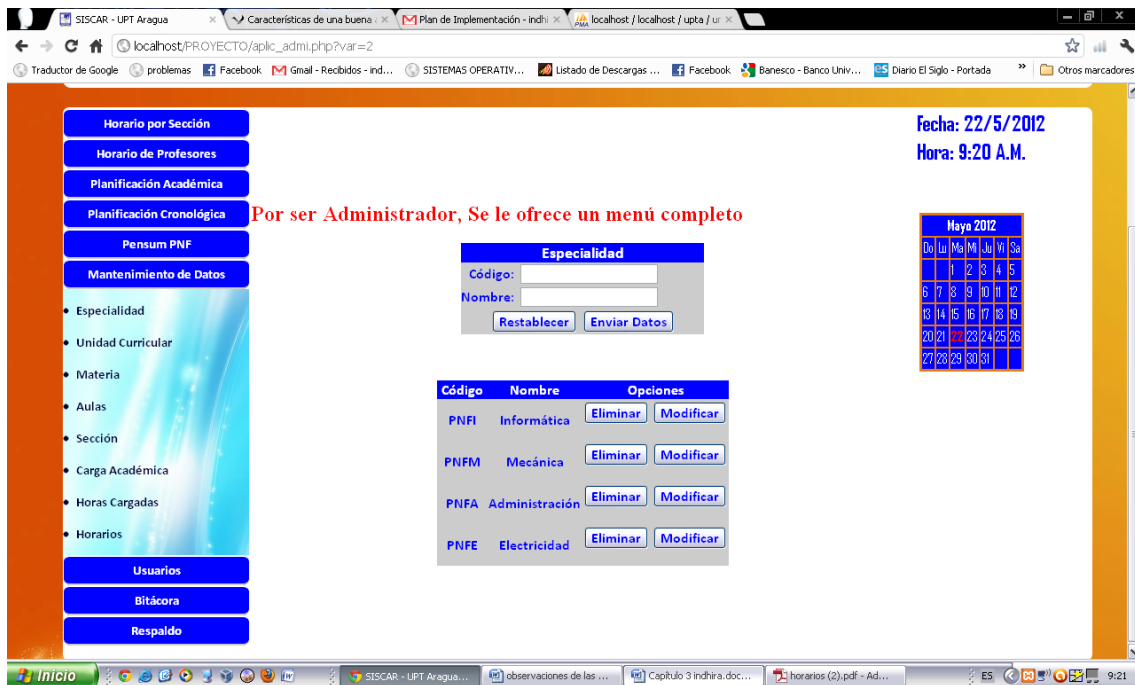 SISCAR - UPT Aragua
Características de una buena
Plan de Implementación - indhi
localhost / localhost / upta / ur
localhost/PROYECTO/aplic_admi.php?var=2
Traductor de Google
problemas
Facebook
Gmail - Recibidos - ind...
SISTEMAS OPERATIV...
Listado de Descargas ...
Facebook
Banesco - Banco Univ...
Diario El Siglo - Portada
»
Otros marcadores
Horario por Sección
Horario de Profesores
Planificación Académica
Planificación Cronológica
Pensum PNF
Mantenimiento de Datos
• Especialidad
• Unidad Curricular
• Materia
• Aulas
• Sección
• Carga Académica
• Horas Cargadas
• Horarios
Usuarios
Bitácora
Respaldo
Por ser Administrador, Se le ofrece un menú completo
Especialidad
Código:
Nombre:
Restablecer Enviar Datos
Código Nombre Opciones
PNFI Informática Eliminar Modificar
PNFM Mecánica Eliminar Modificar
PNFA Administración Eliminar Modificar
PNFE Electricidad Eliminar Modificar
Fecha: 22/5/2012
Hora: 9:20 A.M.
Mayo 2012
Do Lu Ma Mi Ju Vi Sa
1 2 3 4 5
6 7 8 9 10 11 12
13 14 15 16 17 18 19
20 21 22 23 24 25 26
27 28 29 30 31
Inicio
SISCAR - UPT Aragua...
observaciones de las ...
Capítulo 3 indhira.doc...
horarios (2).pdf - Ad...
ES
9:21